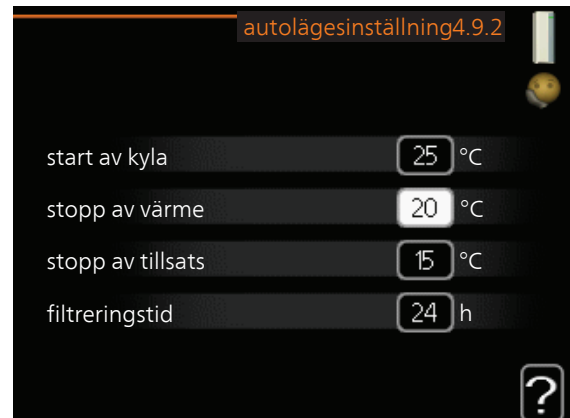 autolägesinställning4.9.2
start av kyla 25 °C
stopp av värme 20 °C
stopp av tillsats 15 °C
filtreringstid 24 h
?